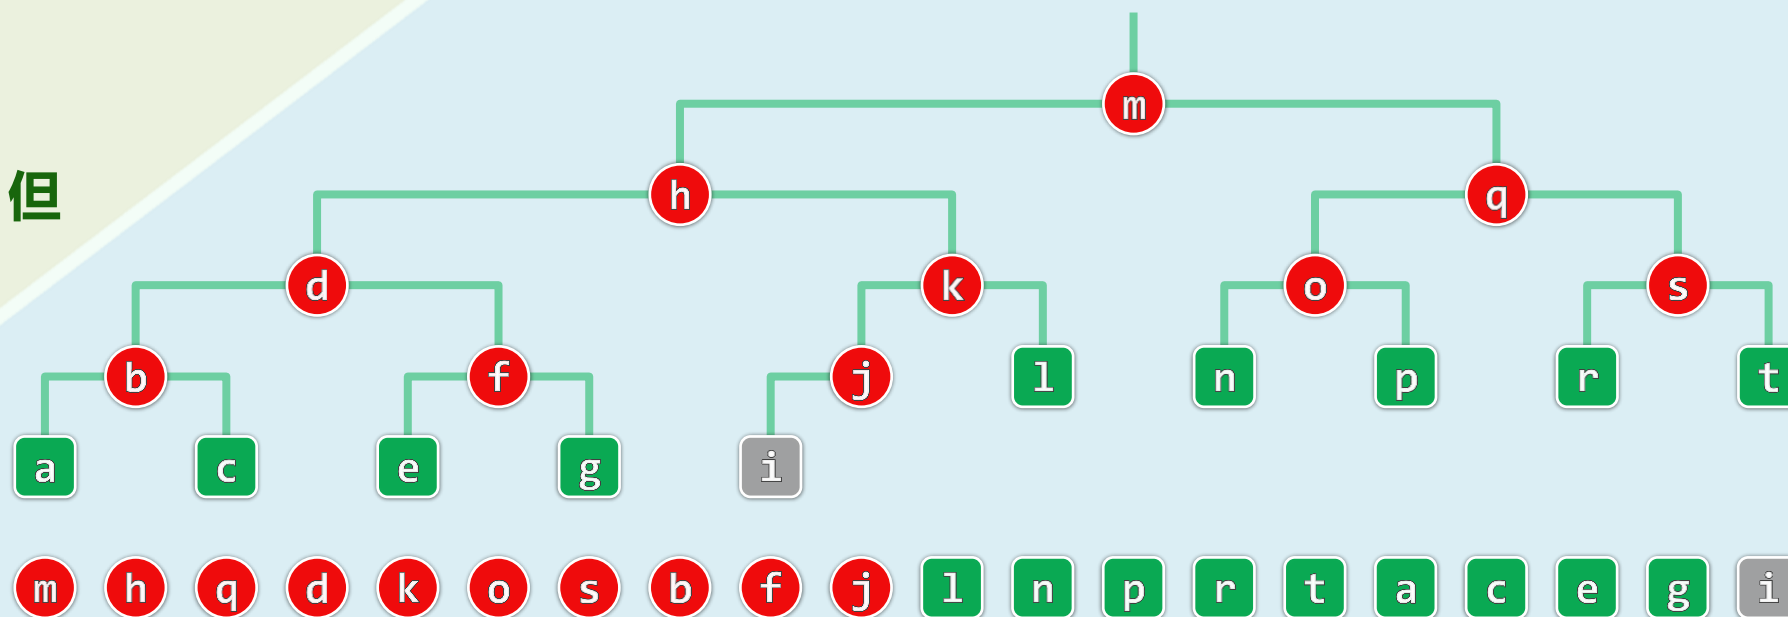 m
h q
但
d k o s
b f j l n p r t
a c e g i
m h q d k o s b f j l n p r t a c e g i